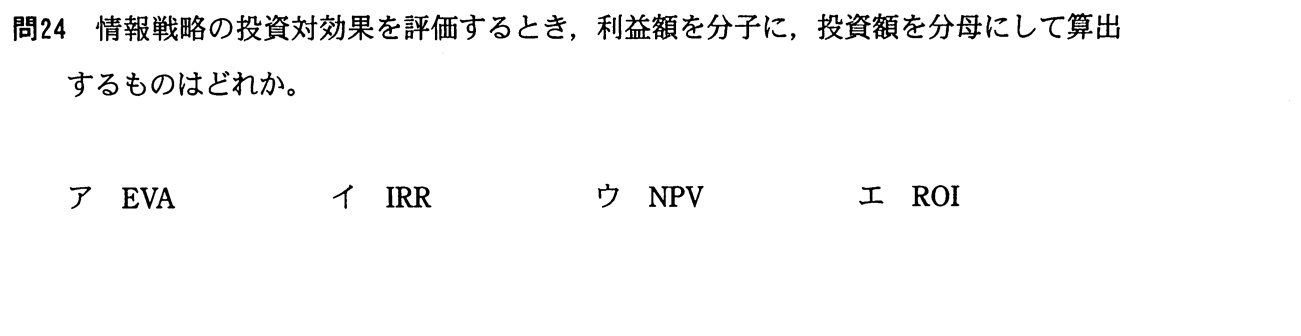 問24 情報戦略の投資対効果を評価するとき，利益額を分子に，投資額を分母にして算出
するものはどれか。
ア EVA イ IRR ウ NPV エ ROI